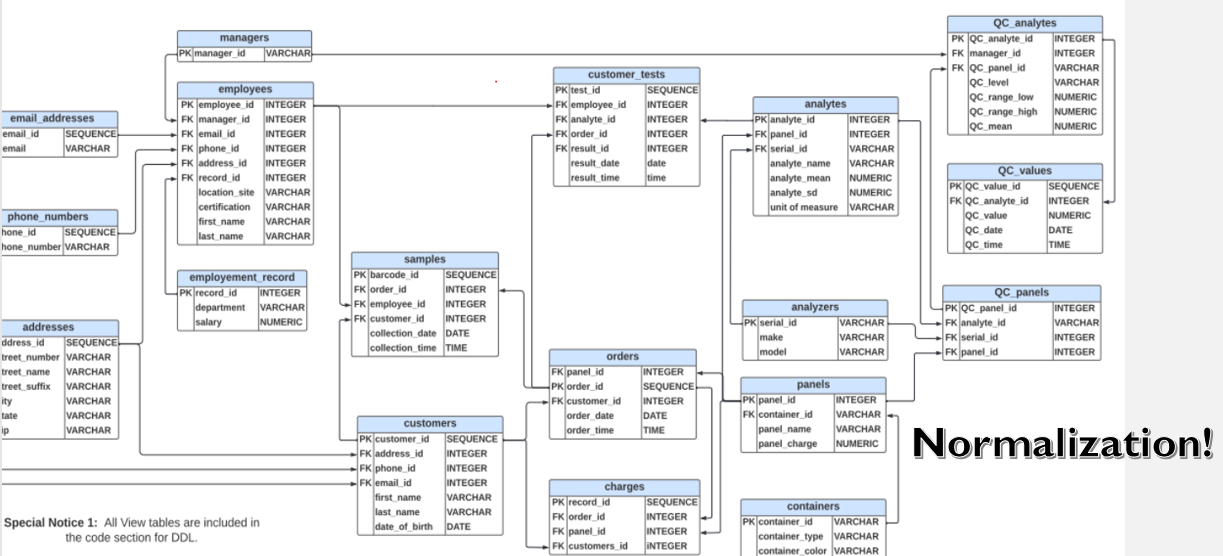 managers
PK manager_id VARCHAR
employees
PK employee_id INTEGER
FK manager_id INTEGER
FK email_id INTEGER
FK phone_id INTEGER
FK address_id INTEGER
FK record_id INTEGER
location_site VARCHAR
certification VARCHAR
first_name VARCHAR
last_name VARCHAR
email_addresses
email_id SEQUENCE
email VARCHAR
phone_numbers
hone_id SEQUENCE
hone_number VARCHAR
employement_record
PK record_id INTEGER
department VARCHAR
salary NUMERIC
addresses
ddress_id SEQUENCE
treet_number VARCHAR
treet_name VARCHAR
treet_suffix VARCHAR
ity VARCHAR
tate VARCHAR
ip VARCHAR
samples
PK barcode_id SEQUENCE
FK order_id INTEGER
FK employee_id INTEGER
FK customer_id INTEGER
collection_date DATE
collection_time TIME
customers
PK customer_id SEQUENCE
FK address_id INTEGER
FK phone_id INTEGER
FK email_id INTEGER
first_name VARCHAR
last_name VARCHAR
date_of_birth DATE
customer_tests
PK test_id SEQUENCE
FK employee_id INTEGER
FK analyte_id INTEGER
FK order_id INTEGER
FK result_id INTEGER
result_date date
result_time time
orders
FK panel_id INTEGER
PK order_id SEQUENCE
FK customer_id INTEGER
order_date DATE
order_time TIME
charges
PK record_id SEQUENCE
FK order_id INTEGER
FK panel_id INTEGER
FK customers_id iNTEGER
analytes
PK analyte_id INTEGER
FK panel_id INTEGER
FK serial_id VARCHAR
analyte_name VARCHAR
analyte_mean NUMERIC
analyte_sd NUMERIC
unit of measure VARCHAR
analyzers
PK serial_id VARCHAR
make VARCHAR
model VARCHAR
panels
PK panel_id INTEGER
FK container_id VARCHAR
panel_name VARCHAR
panel_charge NUMERIC
containers
PK container_id VARCHAR
container_type VARCHAR
container_color VARCHAR
QC_analytes
PK QC_analyte_id INTEGER
FK manager_id INTEGER
FK QC_panel_id VARCHAR
QC_level VARCHAR
QC_range_low NUMERIC
QC_range_high NUMERIC
QC_mean NUMERIC
QC_values
PK QC_value_id SEQUENCE
FK QC_analyte_id INTEGER
QC_value NUMERIC
QC_date DATE
QC_time TIME
QC_panels
PK QC_panel_id INTEGER
FK analyte_id VARCHAR
FK serial_id INTEGER
FK panel_id INTEGER
Normalization!
Special Notice 1: All View tables are included in
the code section for DDL.